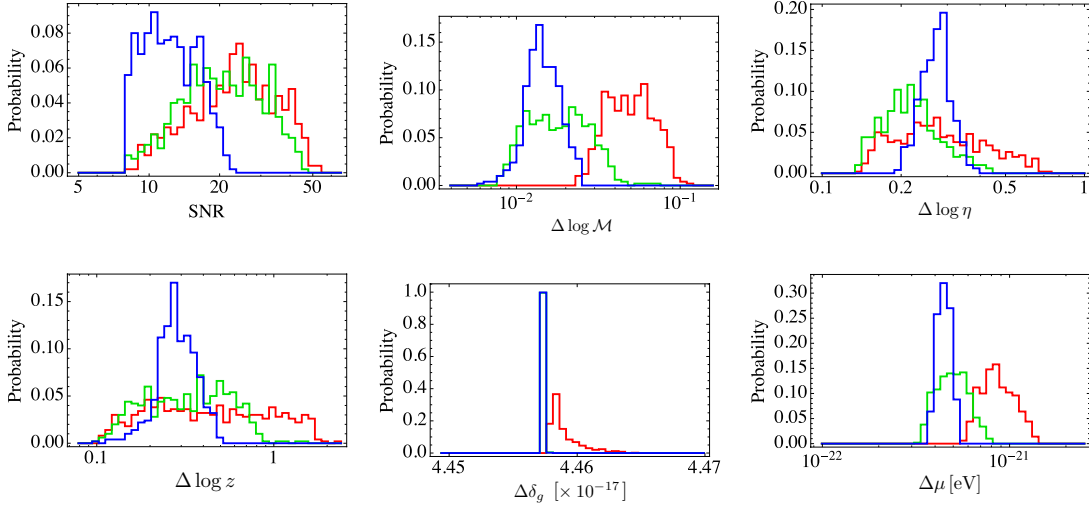 Probability
0.08
0.06
0.04
0.02
0.00
5 10 20 50
SNR
Probability
0.15
0.10
0.05
0.00
10⁻² 10⁻¹
Δ log ℳ
Probability
0.20
0.15
0.10
0.05
0.00
0.1 0.2 0.5 1
Δ log η
Probability
0.15
0.10
0.05
0.00
0.1 1
Δ log z
Probability
1.0
0.8
0.6
0.4
0.2
0.0
4.45 4.46 4.47
Δδ_g [× 10⁻¹⁷]
Probability
0.30
0.25
0.20
0.15
0.10
0.05
0.00
10⁻²² 10⁻²¹
Δμ [eV]